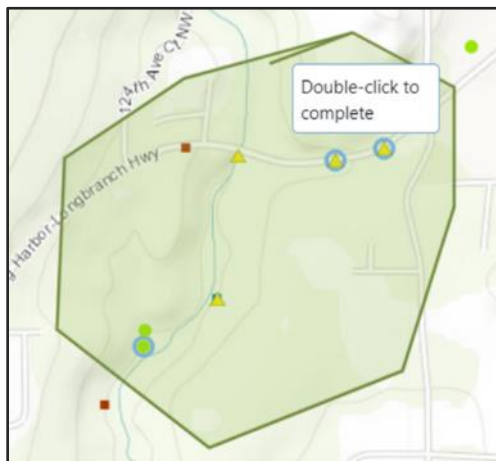 124th Ave Ct NW
Double-click to
complete
g Harbor-Longbranch Hwy